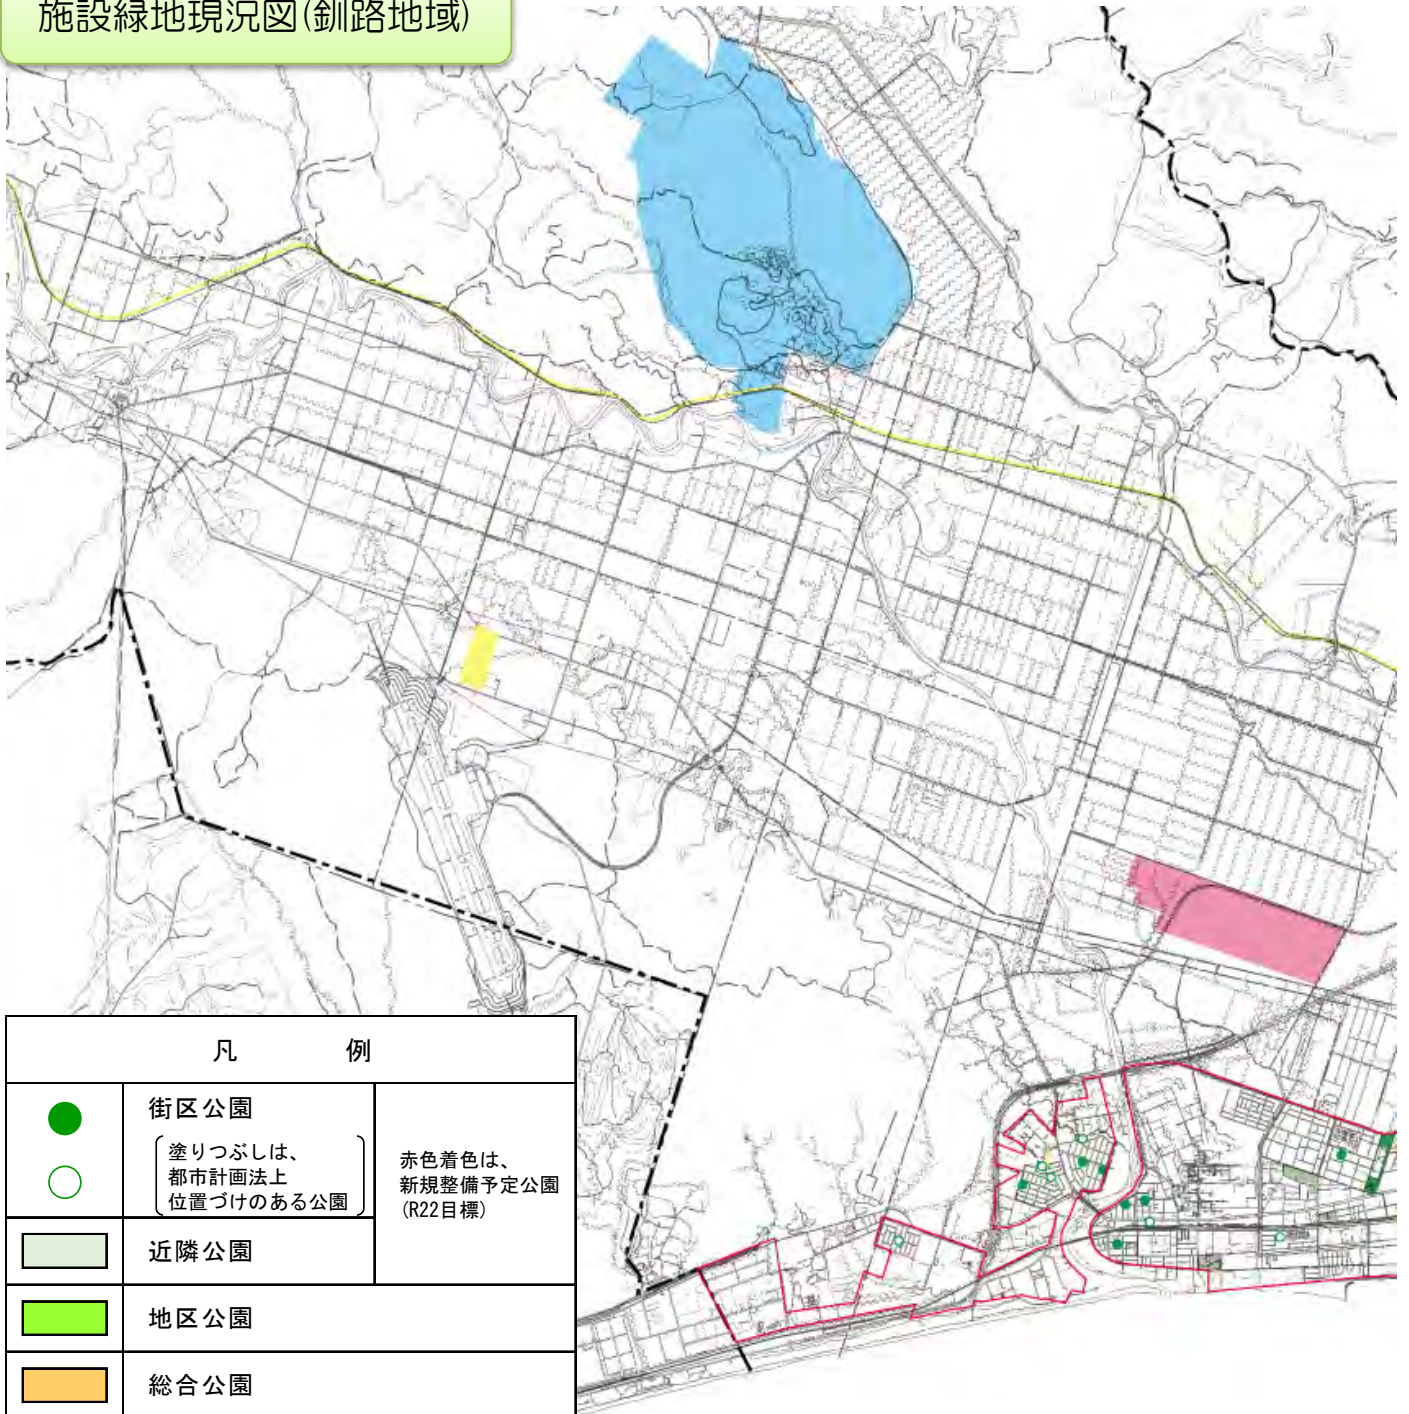 施設緑地現況図(釧路地域)
凡例
街区公園
塗りつぶしは、
都市計画法上
位置づけのある公園
赤色着色は、
新規整備予定公園
(R22目標)
近隣公園
地区公園
総合公園